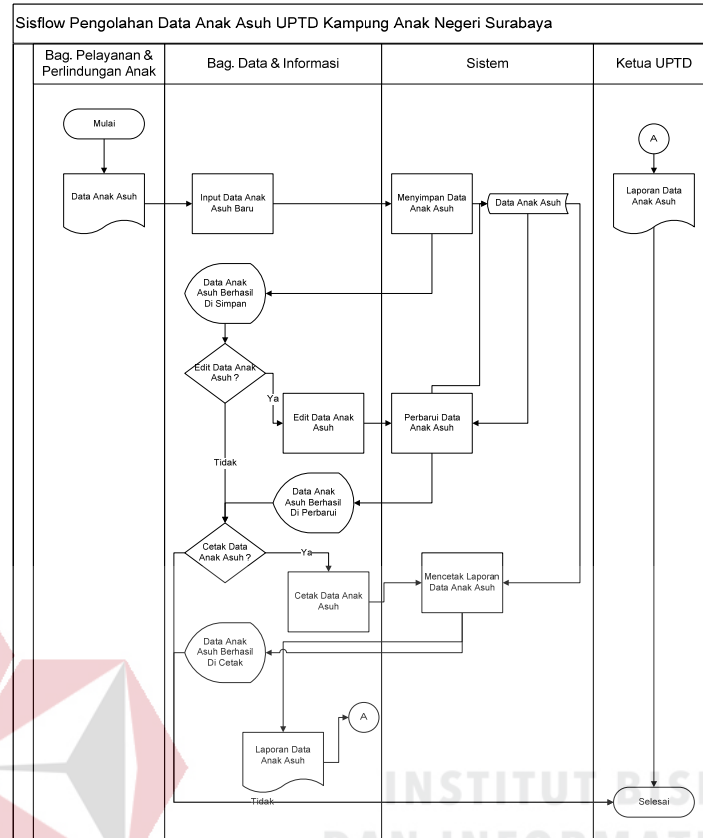 Sisflow Pengolahan Data Anak Asuh UPTD Kampung Anak Negeri Surabaya
Bag. Pelayanan &
Perlindungan Anak
Bag. Data & Informasi
Sistem
Ketua UPTD
Mulai
A
Data Anak Asuh
Input Data Anak
Asuh Baru
Menyimpan Data
Anak Asuh
Data Anak Asuh
Laporan Data
Anak Asuh
Data Anak
Asuh Berhasil
Di Simpan
Edit Data Anak
Asuh ?
Ya
Edit Data Anak
Asuh
Perbarui Data
Anak Asuh
Tidak
Data Anak
Asuh Berhasil
Di Perbarui
Cetak Data
Anak Asuh ?
Ya
Cetak Data Anak
Asuh
Mencetak Laporan
Data Anak Asuh
Data Anak
Asuh Berhasil
Di Cetak
A
Laporan Data
Anak Asuh
Tidak
Selesai
INSTITUT BIS
DAN INFORMATI